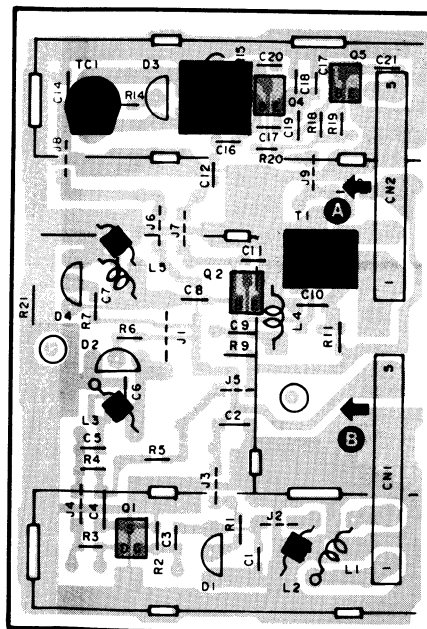 TC1
D3
C20
C17
Q5
C21
C14
R14
C18
Q4
5
C19
R18
R19
C17
J8
C16
R20
C12
J9
CN2
A
T1
J6
J7
L5
C11
Q2
1
C7
C8
C10
R21
D4
R7
L4
R6
J1
C9
R11
D2
R9
C6
J5
5
L3
C2
B
C5
R5
R4
J3
CN1
J4
C4
Q1
R1
J2
R3
C3
R2
D1
C1
L2
L1
1